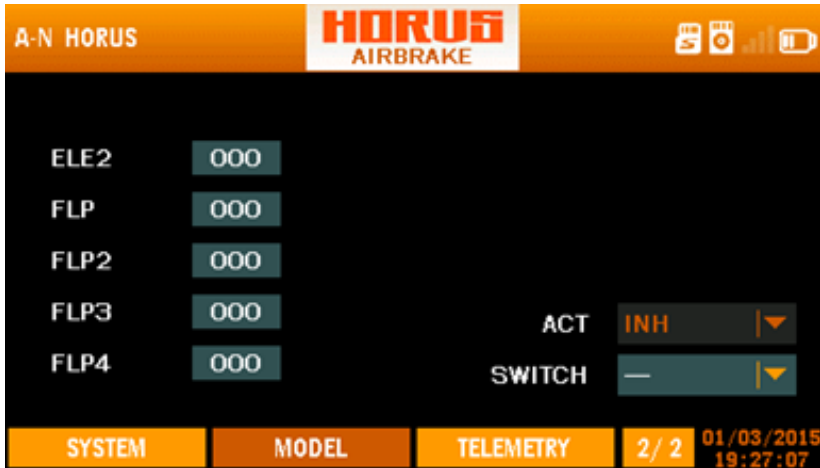 A-N HORUS
HORUS
AIRBRAKE
ELE2 000
FLP 000
FLP2 000
FLP3 000
FLP4 000
ACT INH
SWITCH —
SYSTEM MODEL TELEMETRY 2/ 2 01/03/2015
19:27:07